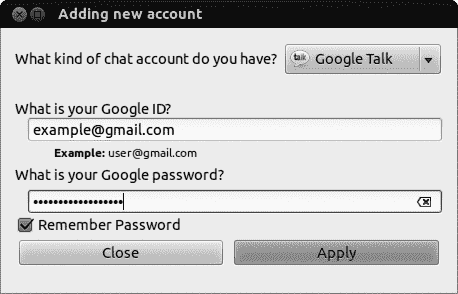 Adding new account
What kind of chat account do you have? talk Google Talk
What is your Google ID?
example@gmail.com
Example: user@gmail.com
What is your Google password?
••••••••••••••••••
Remember Password
Close Apply